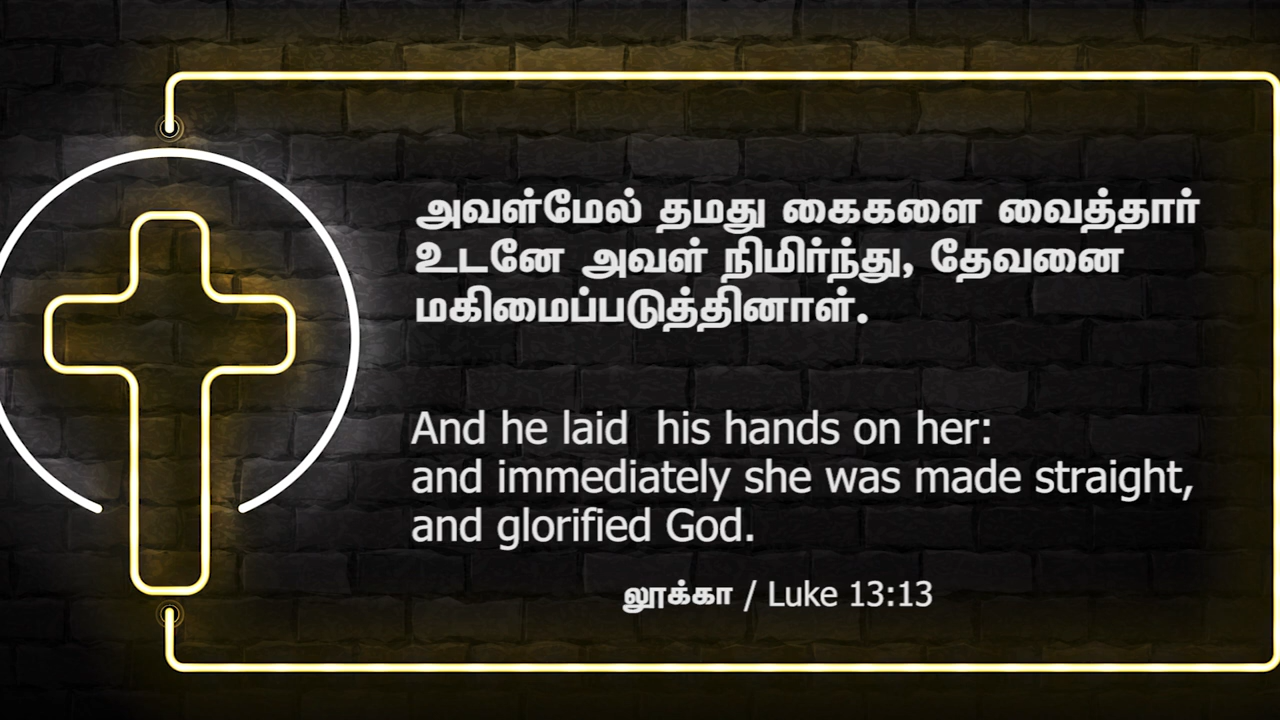 அவள்மேல் தமது கைகளை வைத்தார்
உடனே அவள் நிமிர்ந்து, தேவனை
மகிமைப்படுத்தினாள்.
And he laid  his hands on her:
and immediately she was made straight,
and glorified God.
லூக்கா / Luke 13:13